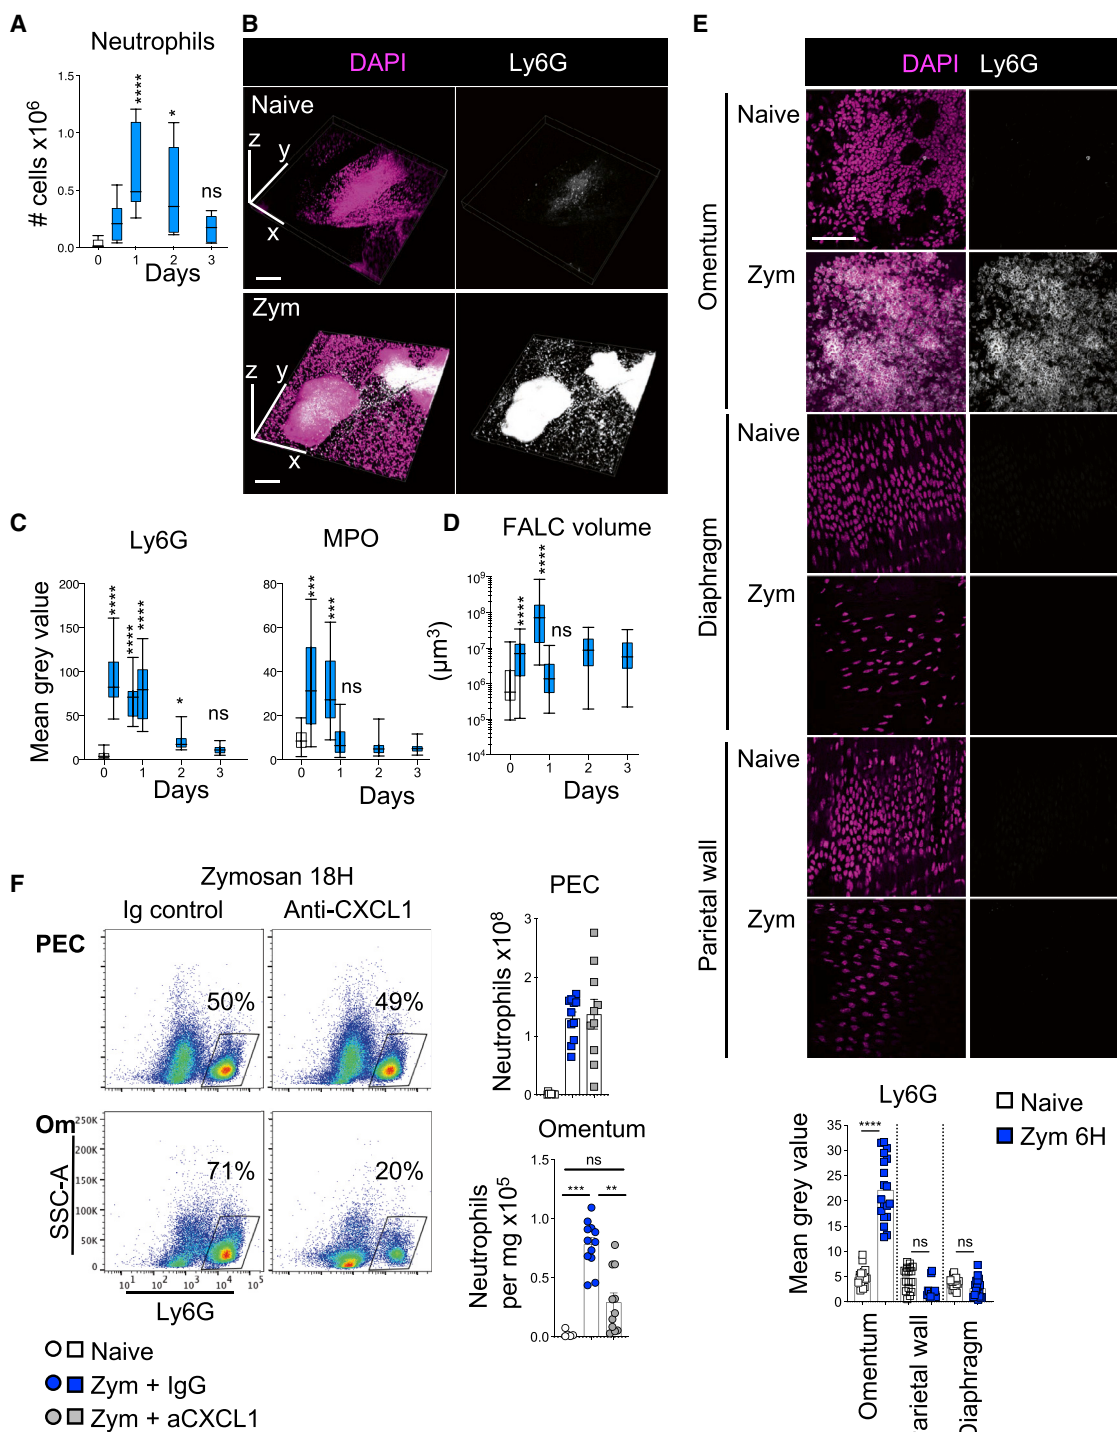 A
Neutrophils
# cells x10⁶
1.5
1.0
0.5
0.0
****
*
ns
0 1 2 3
Days
B
DAPI Ly6G
Naive
z
y
x
Zym
z
y
x
C
Ly6G
Mean grey value
200
150
100
50
0
****
****
****
*
ns
0 1 2 3
Days
MPO
80
60
40
20
0
***
***
ns
0 1 2 3
Days
D
FALC volume
(μm³)
10⁹
10⁸
10⁷
10⁶
10⁵
10⁴
****
****
ns
0 1 2 3
Days
E
DAPI Ly6G
Omentum
Naive
Zym
Diaphragm
Naive
Zym
Parietal wall
Naive
Zym
Ly6G
Naive
Zym 6H
Mean grey value
35
30
25
20
15
10
5
0
****
ns
ns
Omentum
arietal wall
Diaphragm
F
Zymosan 18H
Ig control Anti-CXCL1
PEC
50%
49%
Om
71%
20%
SSC-A
250K
200K
150K
100K
50K
0
10¹ 10² 10³ 10⁴ 10⁵
Ly6G
PEC
Neutrophils x10⁸
3
2
1
0
Omentum
Neutrophils
per mg x10⁵
1.5
1.0
0.5
0.0
ns
*** **
Naive
Zym + IgG
Zym + aCXCL1